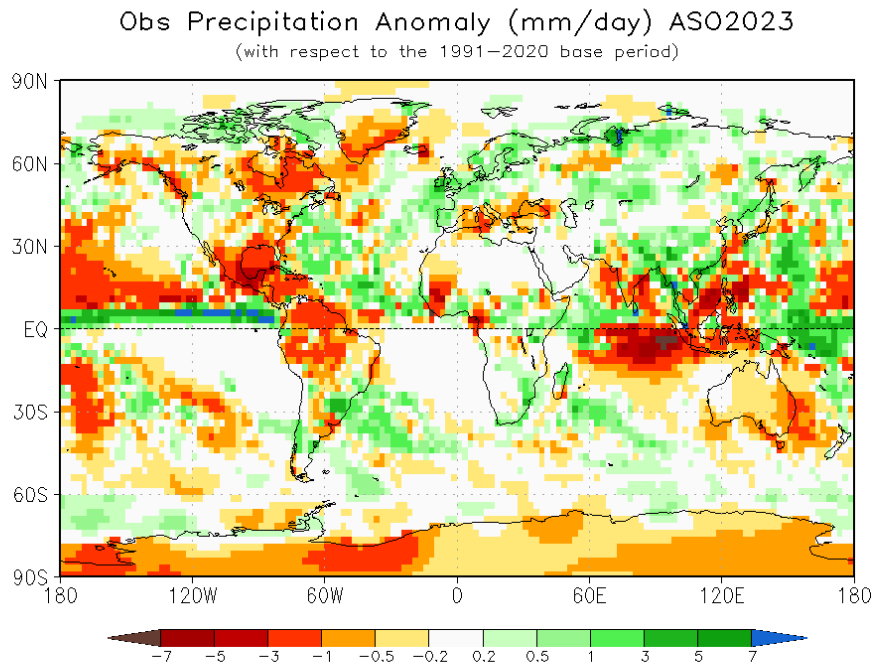 Obs Precipitation Anomaly (mm/day) ASO2023
(with respect to the 1991–2020 base period)
90N
60N
30N
EQ
30S
60S
90S
180 120W 60W 0 60E 120E 180
−7 −5 −3 −1 −0.5 −0.2 0.2 0.5 1 3 5 7